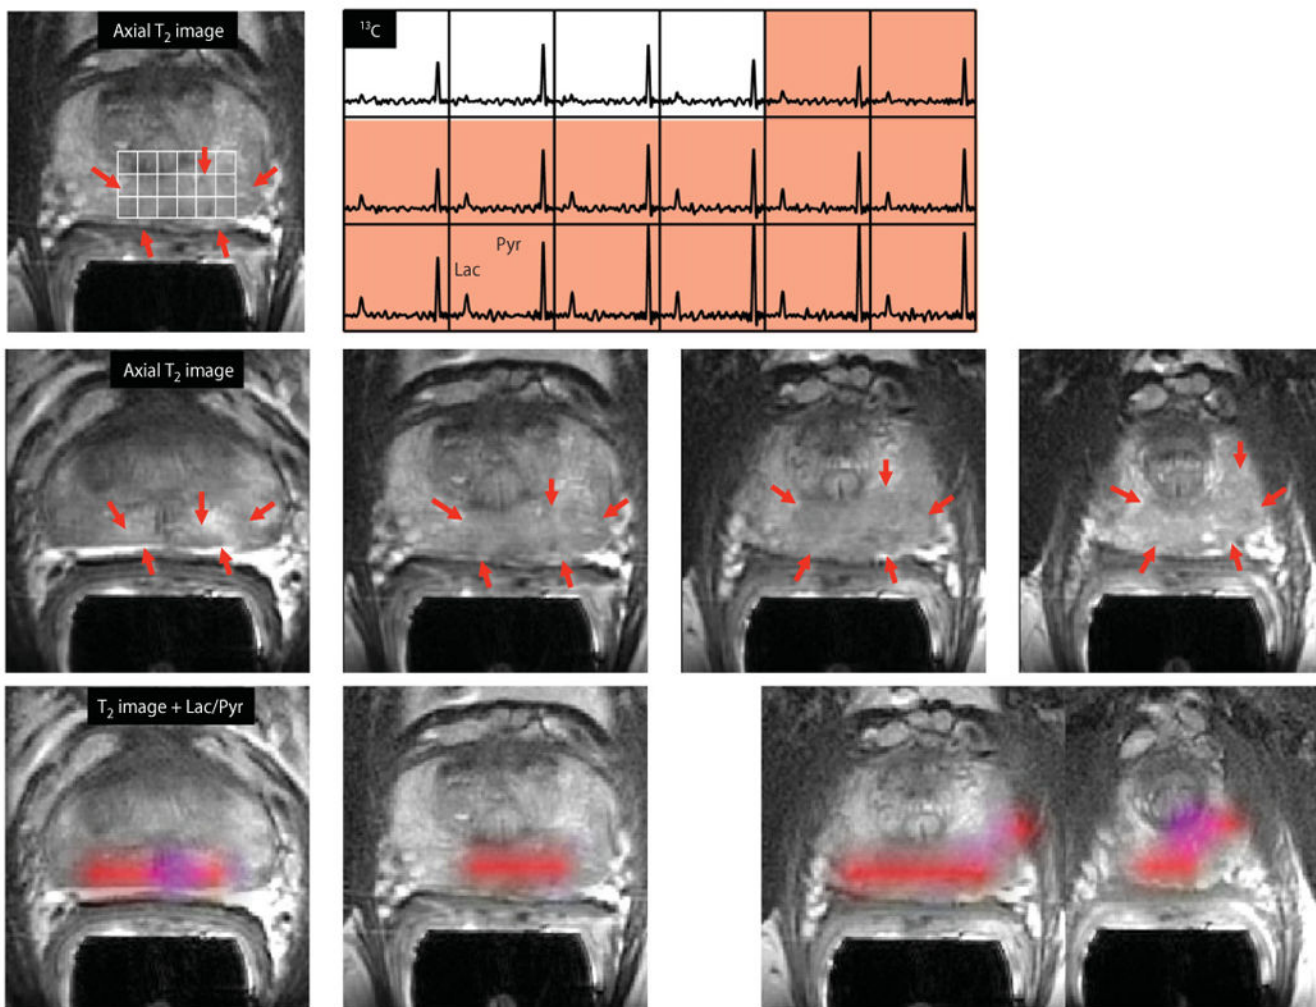 Axial T₂ image
¹³C
Pyr
Lac
Axial T₂ image
T₂ image + Lac/Pyr